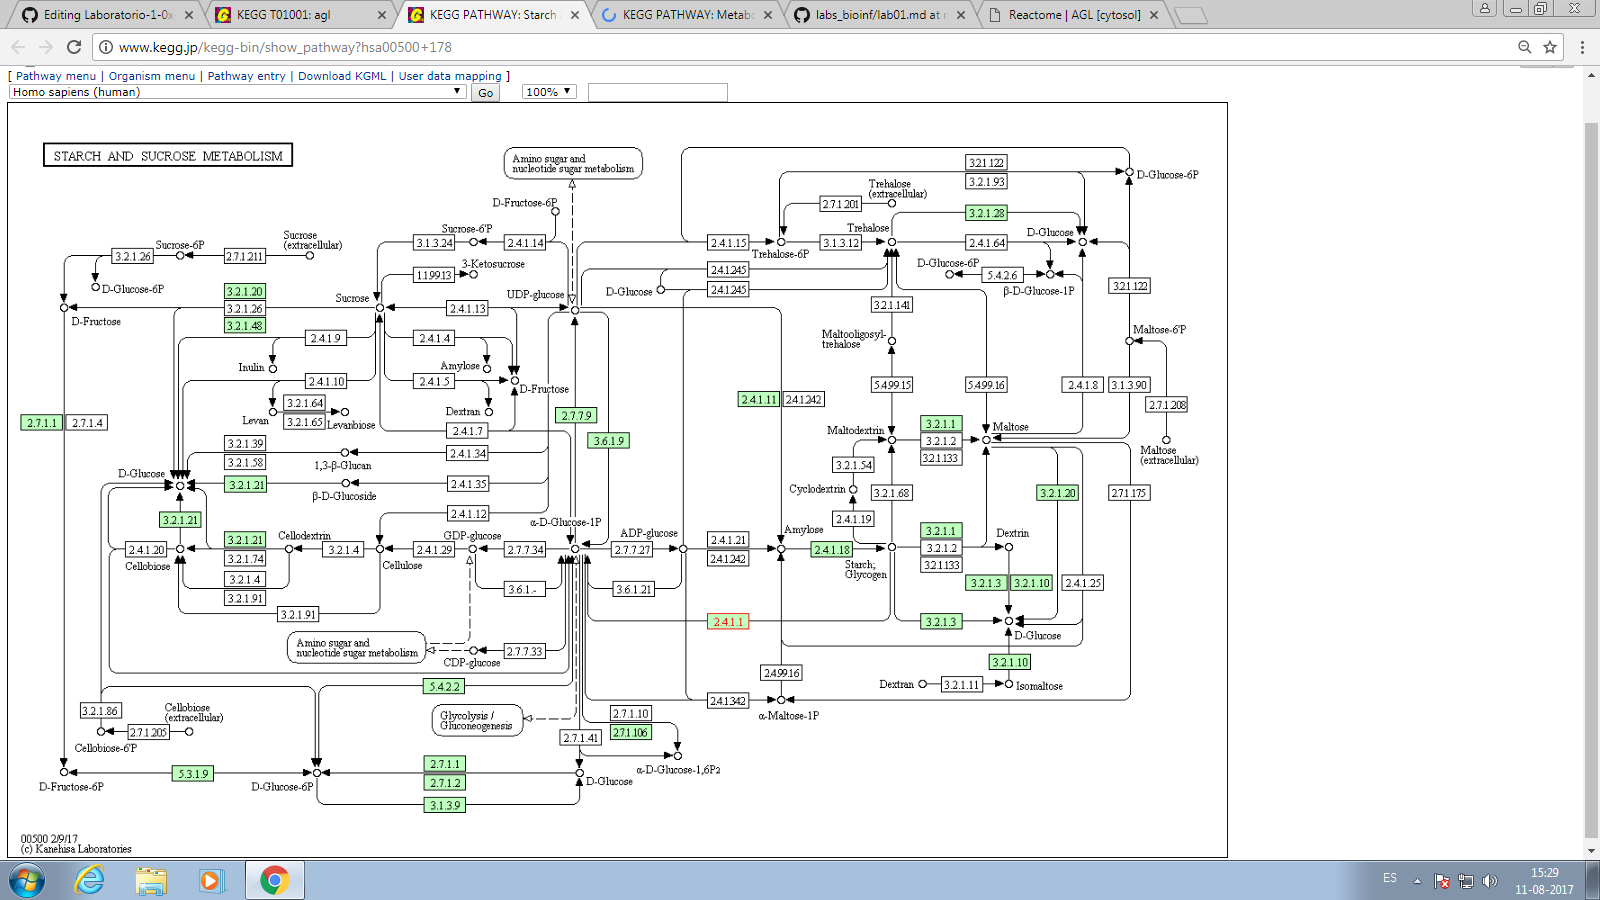 Editing Laboratorio-1-0x
KEGG T01001: agl
KEGG PATHWAY: Starch
KEGG PATHWAY: Metabo
labs_bioinf/lab01.md at
Reactome | AGL [cytosol]
www.kegg.jp/kegg-bin/show_pathway?hsa00500+178
[ Pathway menu | Organism menu | Pathway entry | Download KGML | User data mapping ]
Homo sapiens (human)
Go
100%
STARCH AND SUCROSE METABOLISM
Amino sugar and
nucleotide sugar metabolism
3.2.1.122
3.2.1.93
D-Glucose-6P
Trehalose
(extracellular)
2.7.1.201
D-Fructose-6P
3.2.1.28
Sucrose-6'P
Trehalose
D-Glucose
Sucrose
(extracellular)
Sucrose-6P
3.1.3.24
2.4.1.14
2.4.1.15
3.1.3.12
2.4.1.64
3.2.1.26
2.7.1.211
Trehalose-6P
3-Ketosucrose
1.1.99.13
2.4.1.245
D-Glucose-6P
5.4.2.6
D-Glucose-6P
D-Glucose
2.4.1.245
β-D-Glucose-1P
3.2.1.122
3.2.1.20
Sucrose
UDP-glucose
3.2.1.26
2.4.1.13
3.2.1.141
D-Fructose
3.2.1.48
Maltooligosyl-
trehalose
Maltose-6'P
2.4.1.9
2.4.1.4
Inulin
Amylose
2.4.1.10
2.4.1.5
D-Fructose
5.4.99.15
5.4.99.16
2.4.1.8
3.1.3.90
3.2.1.64
2.4.1.11
2.4.1.242
2.7.1.208
Levan
3.2.1.65
Levanbiose
Dextran
2.7.7.9
2.7.1.1
2.7.1.4
2.4.1.7
3.6.1.9
Maltodextrin
3.2.1.1
Maltose
3.2.1.39
3.2.1.2
3.2.1.58
2.4.1.34
3.2.1.133
Maltose
(extracellular)
1,3-β-Glucan
3.2.1.54
D-Glucose
3.2.1.21
2.4.1.35
Cyclodextrin
3.2.1.68
3.2.1.20
2.7.1.175
β-D-Glucoside
3.2.1.21
2.4.1.12
α-D-Glucose-1P
2.4.1.19
3.2.1.21
Cellodextrin
GDP-glucose
ADP-glucose
Amylose
3.2.1.1
Dextrin
2.4.1.20
3.2.1.74
3.2.1.4
2.4.1.29
2.7.7.34
2.7.7.27
2.4.1.21
2.4.1.242
2.4.1.18
3.2.1.2
Cellobiose
Cellulose
Starch;
Glycogen
3.2.1.133
3.2.1.4
3.6.1.-
3.6.1.21
3.2.1.3
3.2.1.10
2.4.1.25
3.2.1.91
3.2.1.91
2.4.1.1
3.2.1.3
D-Glucose
Amino sugar and
nucleotide sugar metabolism
2.7.7.33
CDP-glucose
3.2.1.10
2.4.99.16
5.4.2.2
Dextran
3.2.1.11
Isomaltose
2.4.1.342
3.2.1.86
Cellobiose
(extracellular)
Glycolysis /
Gluconeogenesis
2.7.1.10
α-Maltose-1P
2.7.1.205
2.7.1.41
2.7.1.106
Cellobiose-6'P
2.7.1.1
α-D-Glucose-1,6P2
5.3.1.9
2.7.1.2
D-Glucose
D-Fructose-6P
D-Glucose-6P
3.1.3.9
00500 2/9/17
(c) Kanehisa Laboratories
ES
15:29
11-08-2017